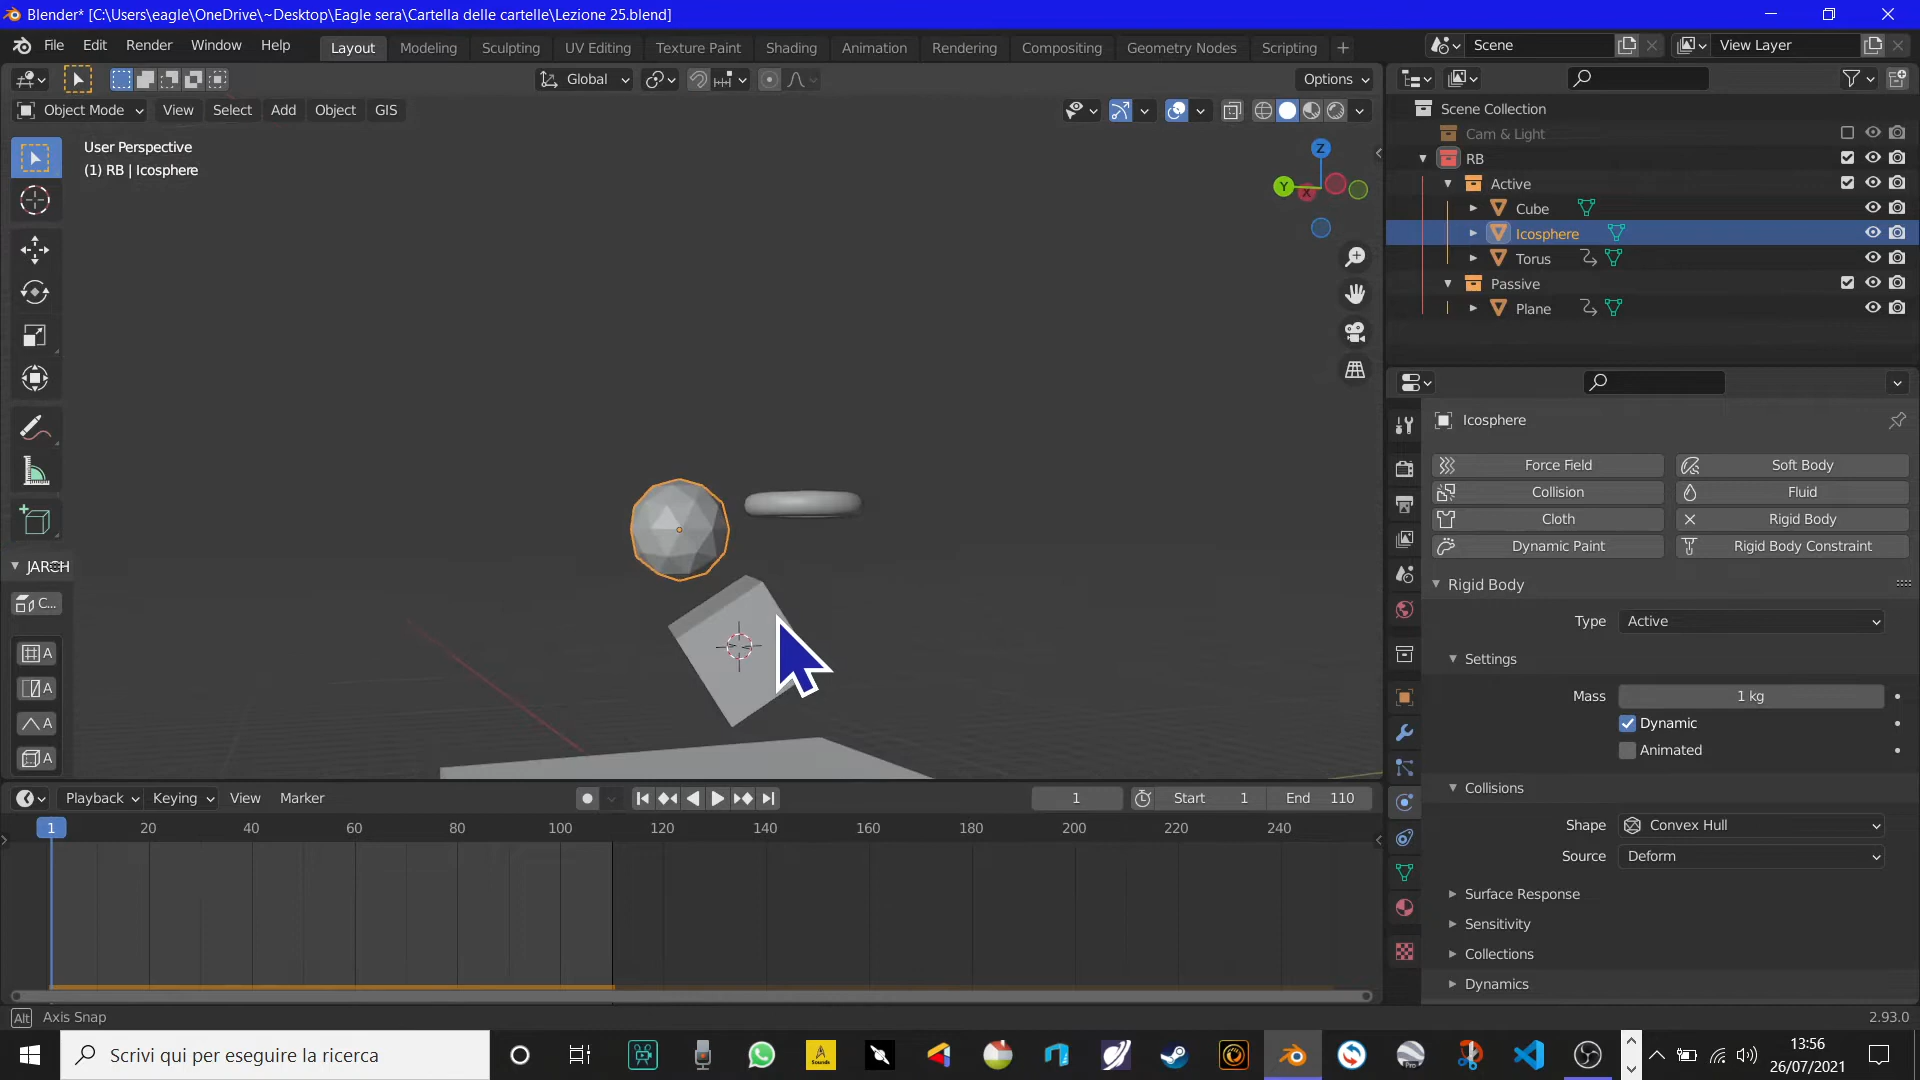 Blender* [C:\Users\eagle\OneDrive\~Desktop\Eagle sera\Cartella delle cartelle\Lezione 25.blend]
File Edit Render Window Help
Layout Modeling Sculpting UV Editing Texture Paint Shading Animation Rendering Compositing Geometry Nodes Scripting
Scene
View Layer
Global
Options
Object Mode View Select Add Object GIS
User Perspective
(1) RB | Icosphere
Z
Y
X
JARCH
C...
A
A
A
A
Scene Collection
Cam & Light
RB
Active
Cube
Icosphere
Torus
Passive
Plane
Icosphere
Force Field
Soft Body
Collision
Fluid
Cloth
Rigid Body
Dynamic Paint
Rigid Body Constraint
Rigid Body
Type Active
Settings
Mass 1 kg
Dynamic
Animated
Collisions
Shape Convex Hull
Source Deform
Surface Response
Sensitivity
Collections
Dynamics
Playback Keying View Marker
1
Start 1
End 110
1 20 40 60 80 100 120 140 160 180 200 220 240
Alt Axis Snap
2.93.0
Scrivi qui per eseguire la ricerca
Sounds
Pro
13:56
26/07/2021